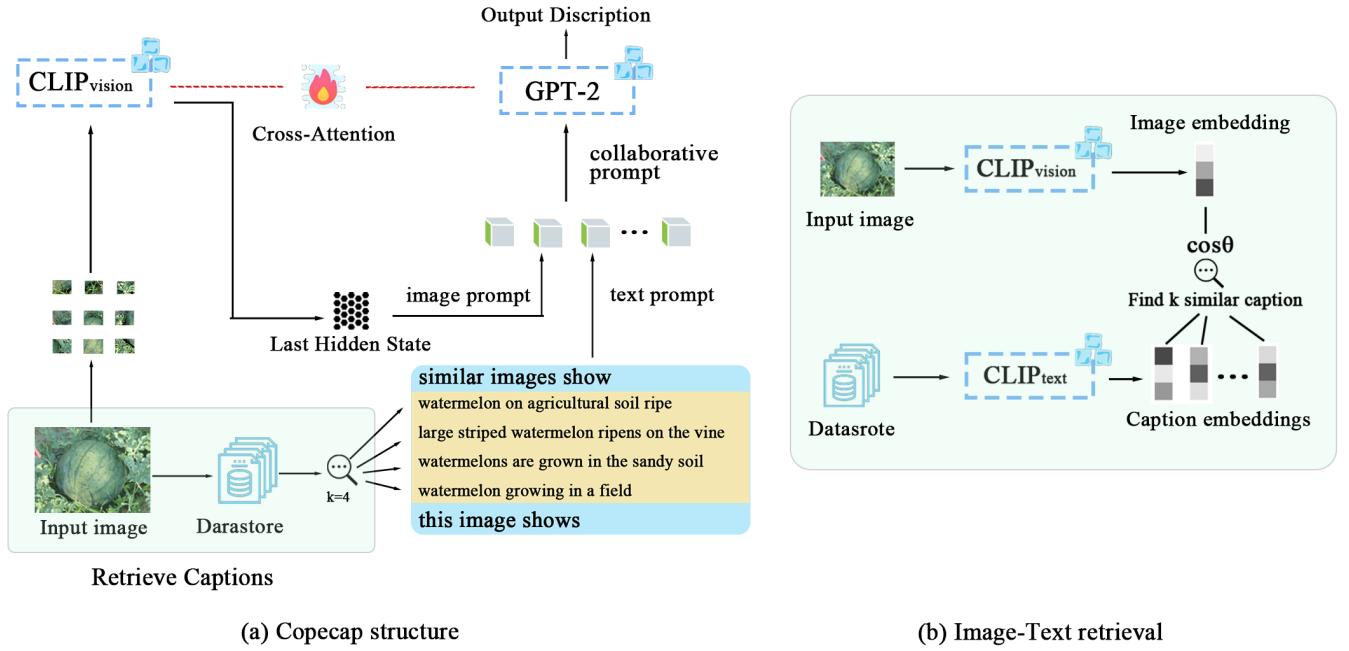 Output Discription
CLIPvision
GPT-2
Cross-Attention
collaborative
prompt
image prompt
text prompt
Last Hidden State
similar images show
watermelon on agricultural soil ripe
large striped watermelon ripens on the vine
watermelons are grown in the sandy soil
watermelon growing in a field
this image shows
k=4
Input image
Darastore
Retrieve Captions
(a) Copecap structure
Image embedding
CLIPvision
Input image
cosθ
Find k similar caption
CLIPtext
Datasrote
Caption embeddings
(b) Image-Text retrieval